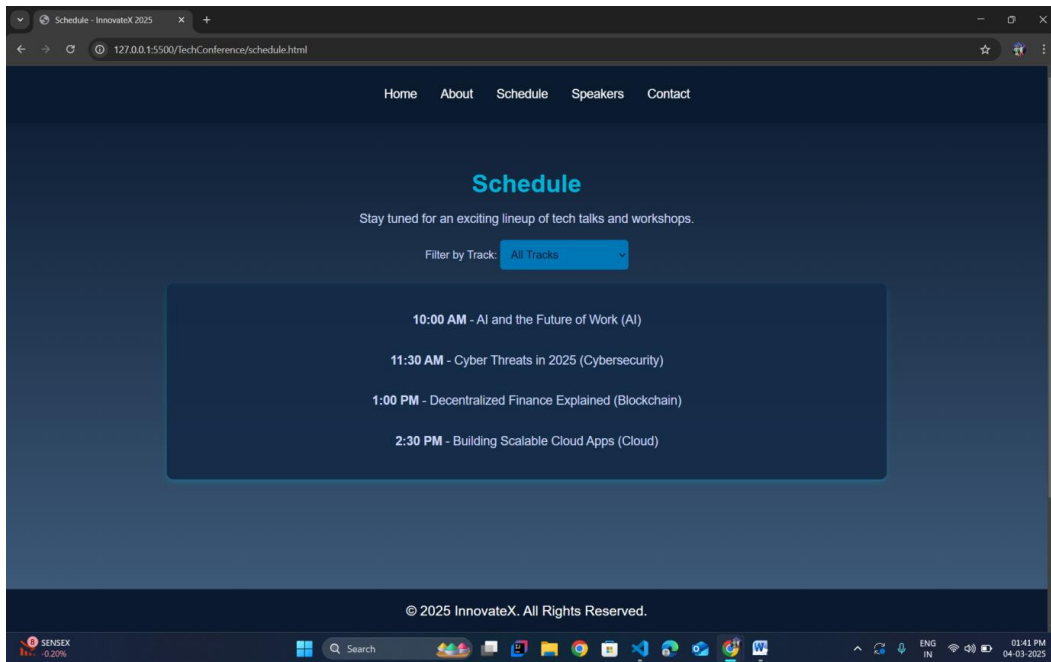 Schedule - InnovateX 2025
127.0.0.1:5500/TechConference/schedule.html
Home About Schedule Speakers Contact
Schedule
Stay tuned for an exciting lineup of tech talks and workshops.
Filter by Track: All Tracks
10:00 AM - AI and the Future of Work (AI)
11:30 AM - Cyber Threats in 2025 (Cybersecurity)
1:00 PM - Decentralized Finance Explained (Blockchain)
2:30 PM - Building Scalable Cloud Apps (Cloud)
© 2025 InnovateX. All Rights Reserved.
8 SENSEX
-0.20%
Search
ENG
IN
01:41 PM
04-03-2025